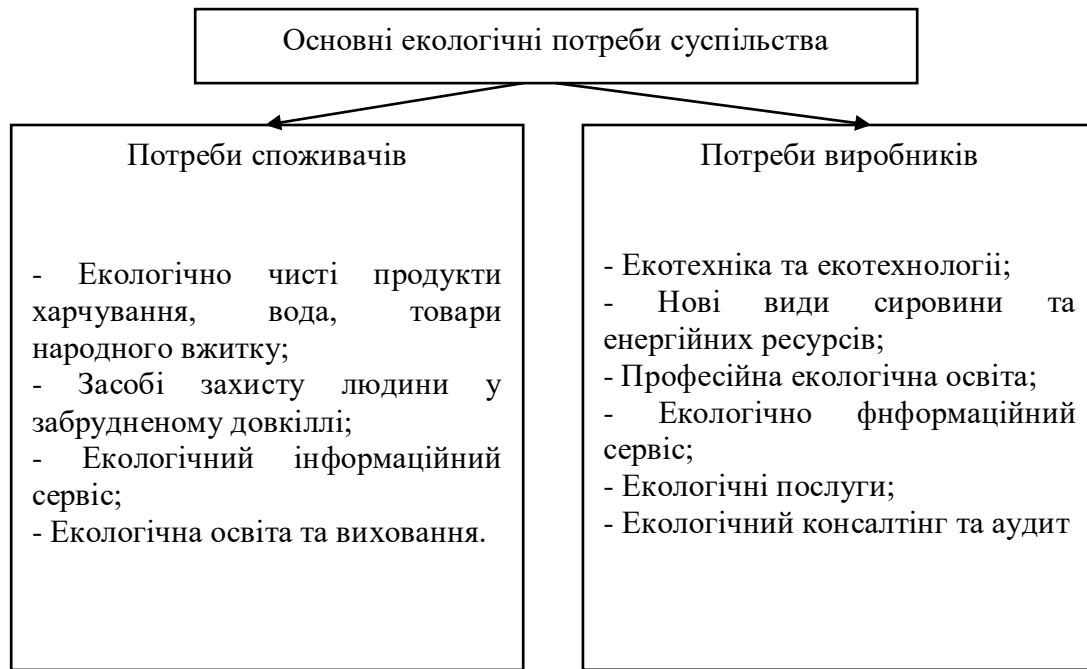 Основні екологічні потреби суспільства
Потреби споживачів
- Екологічно чисті продукти
харчування, вода, товари
народного вжитку;
- Засобі захисту людини у
забрудненому довкіллі;
- Екологічний інформаційний
сервіс;
- Екологічна освіта та виховання.
Потреби виробників
- Екотехніка та екотехнологіі;
- Нові види сировини та
енергійних ресурсів;
- Професійна екологічна освіта;
- Екологічно фнформаційний
сервіс;
- Екологічні послуги;
- Екологічний консалтінг та аудит